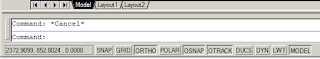 Model Layout1 Layout2
Command: *Cancel*
Command:
2372.9099, 852.8024 , 0.0000 SNAP GRID ORTHO POLAR OSNAP OTRACK DUCS DYN LWT MODEL